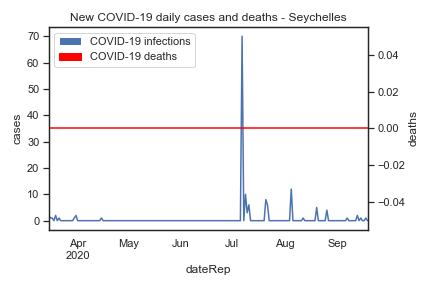 New COVID-19 daily cases and deaths - Seychelles
COVID-19 infections
COVID-19 deaths
70
60
50
40
30
20
10
0
cases
0.04
0.02
0.00
−0.02
−0.04
deaths
Apr May Jun Jul Aug Sep
2020
dateRep